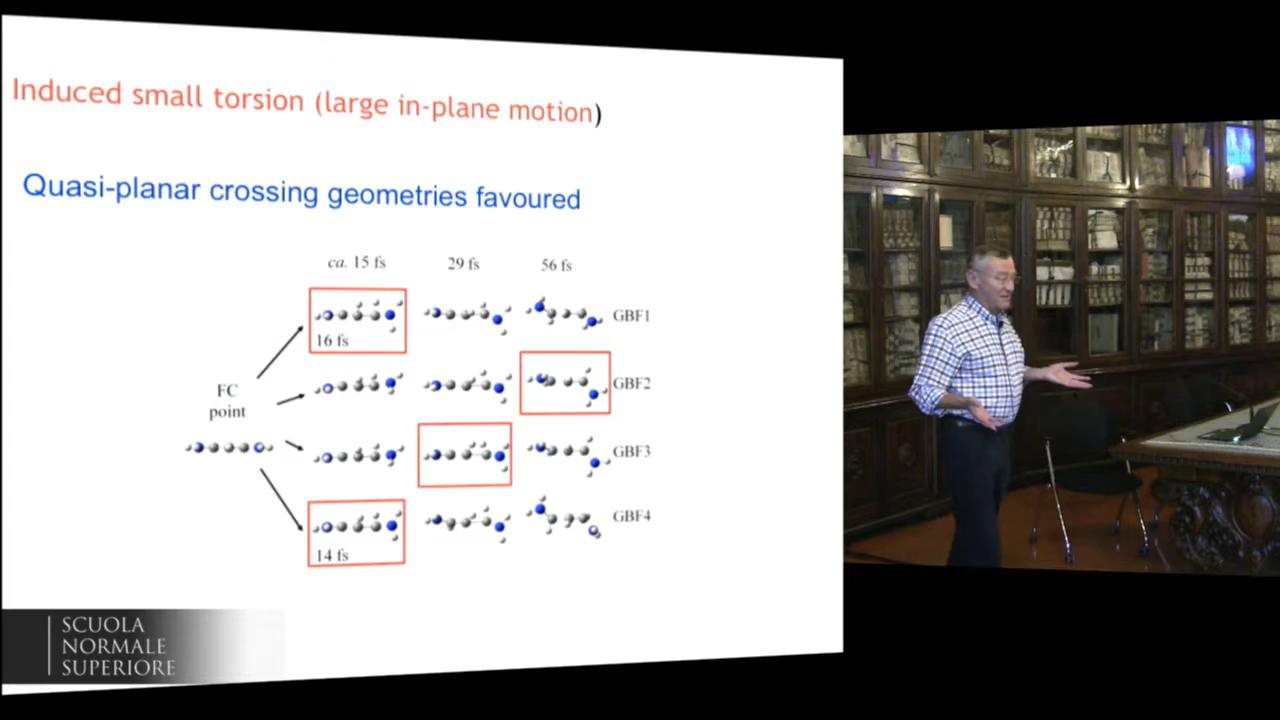 Induced small torsion (large in-plane motion)
Quasi-planar crossing geometries favoured
ca. 15 fs 29 fs 56 fs
GBF1
16 fs
FC
point
GBF2
GBF3
GBF4
14 fs
SCUOLA
NORMALE
SUPERIORE